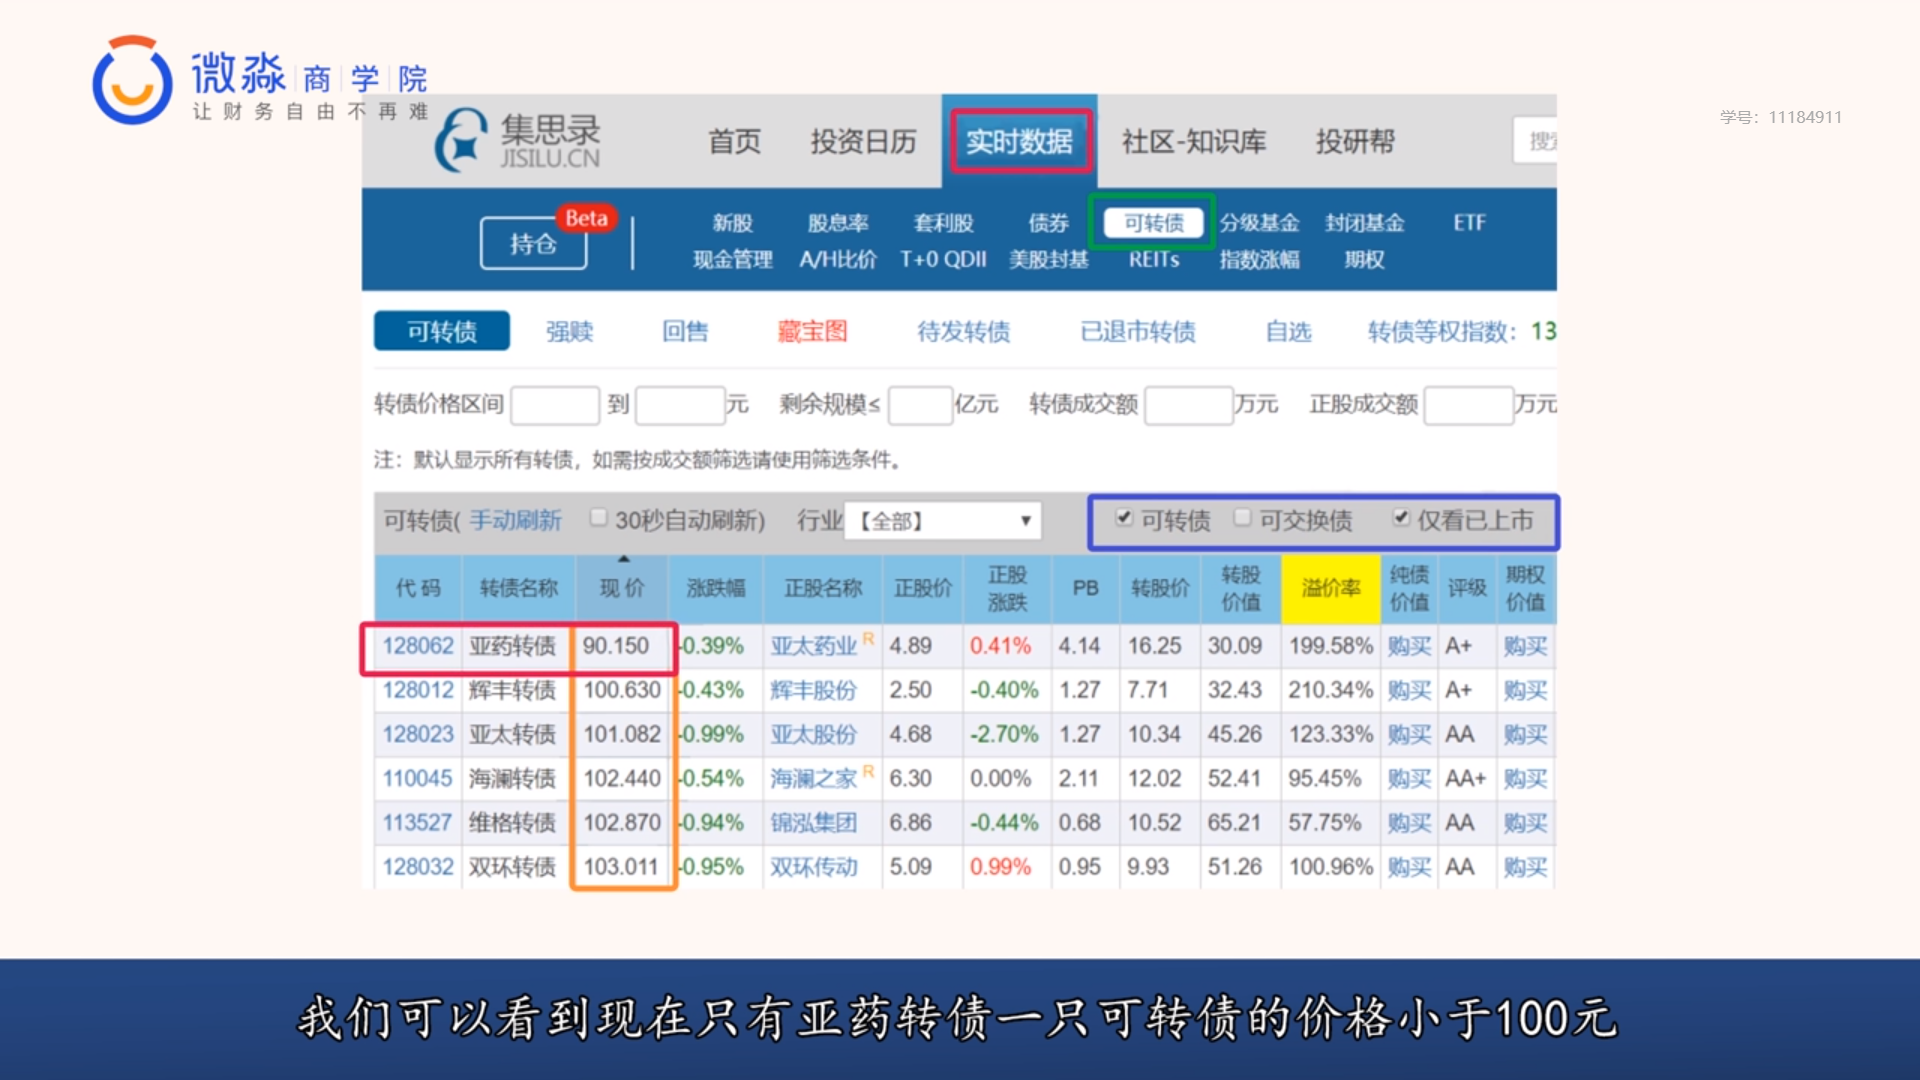 微淼 商 学 院
让财务自由不再难
学号：11184911
集思录
JISILU.CN
首页 投资日历 实时数据 社区-知识库 投研帮
持仓 Beta
新股 股息率 套利股 债券 可转债 分级基金 封闭基金 ETF
现金管理 A/H比价 T+0 QDII 美股封基 REITs 指数涨幅 期权
可转债 强赎 回售 藏宝图 待发转债 已退市转债 自选 转债等权指数：13
转债价格区间 到 元 剩余规模≤ 亿元 转债成交额 万元 正股成交额 万元
注：默认显示所有转债，如需按成交额筛选请使用筛选条件。
可转债( 手动刷新 30秒自动刷新) 行业 【全部】 可转债 可交换债 仅看已上市
代码 转债名称 现价 涨跌幅 正股名称 正股价 正股涨跌 PB 转股价 转股价值 溢价率 纯债价值 评级 期权价值
128062 亚药转债 90.150 -0.39% 亚太药业 R 4.89 0.41% 4.14 16.25 30.09 199.58% 购买 A+ 购买
128012 辉丰转债 100.630 -0.43% 辉丰股份 2.50 -0.40% 1.27 7.71 32.43 210.34% 购买 A+ 购买
128023 亚太转债 101.082 -0.99% 亚太股份 4.68 -2.70% 1.27 10.34 45.26 123.33% 购买 AA 购买
110045 海澜转债 102.440 -0.54% 海澜之家 R 6.30 0.00% 2.11 12.02 52.41 95.45% 购买 AA+ 购买
113527 维格转债 102.870 -0.94% 锦泓集团 6.86 -0.44% 0.68 10.52 65.21 57.75% 购买 AA 购买
128032 双环转债 103.011 -0.95% 双环传动 5.09 0.99% 0.95 9.93 51.26 100.96% 购买 AA 购买
我们可以看到现在只有亚药转债一只可转债的价格小于100元